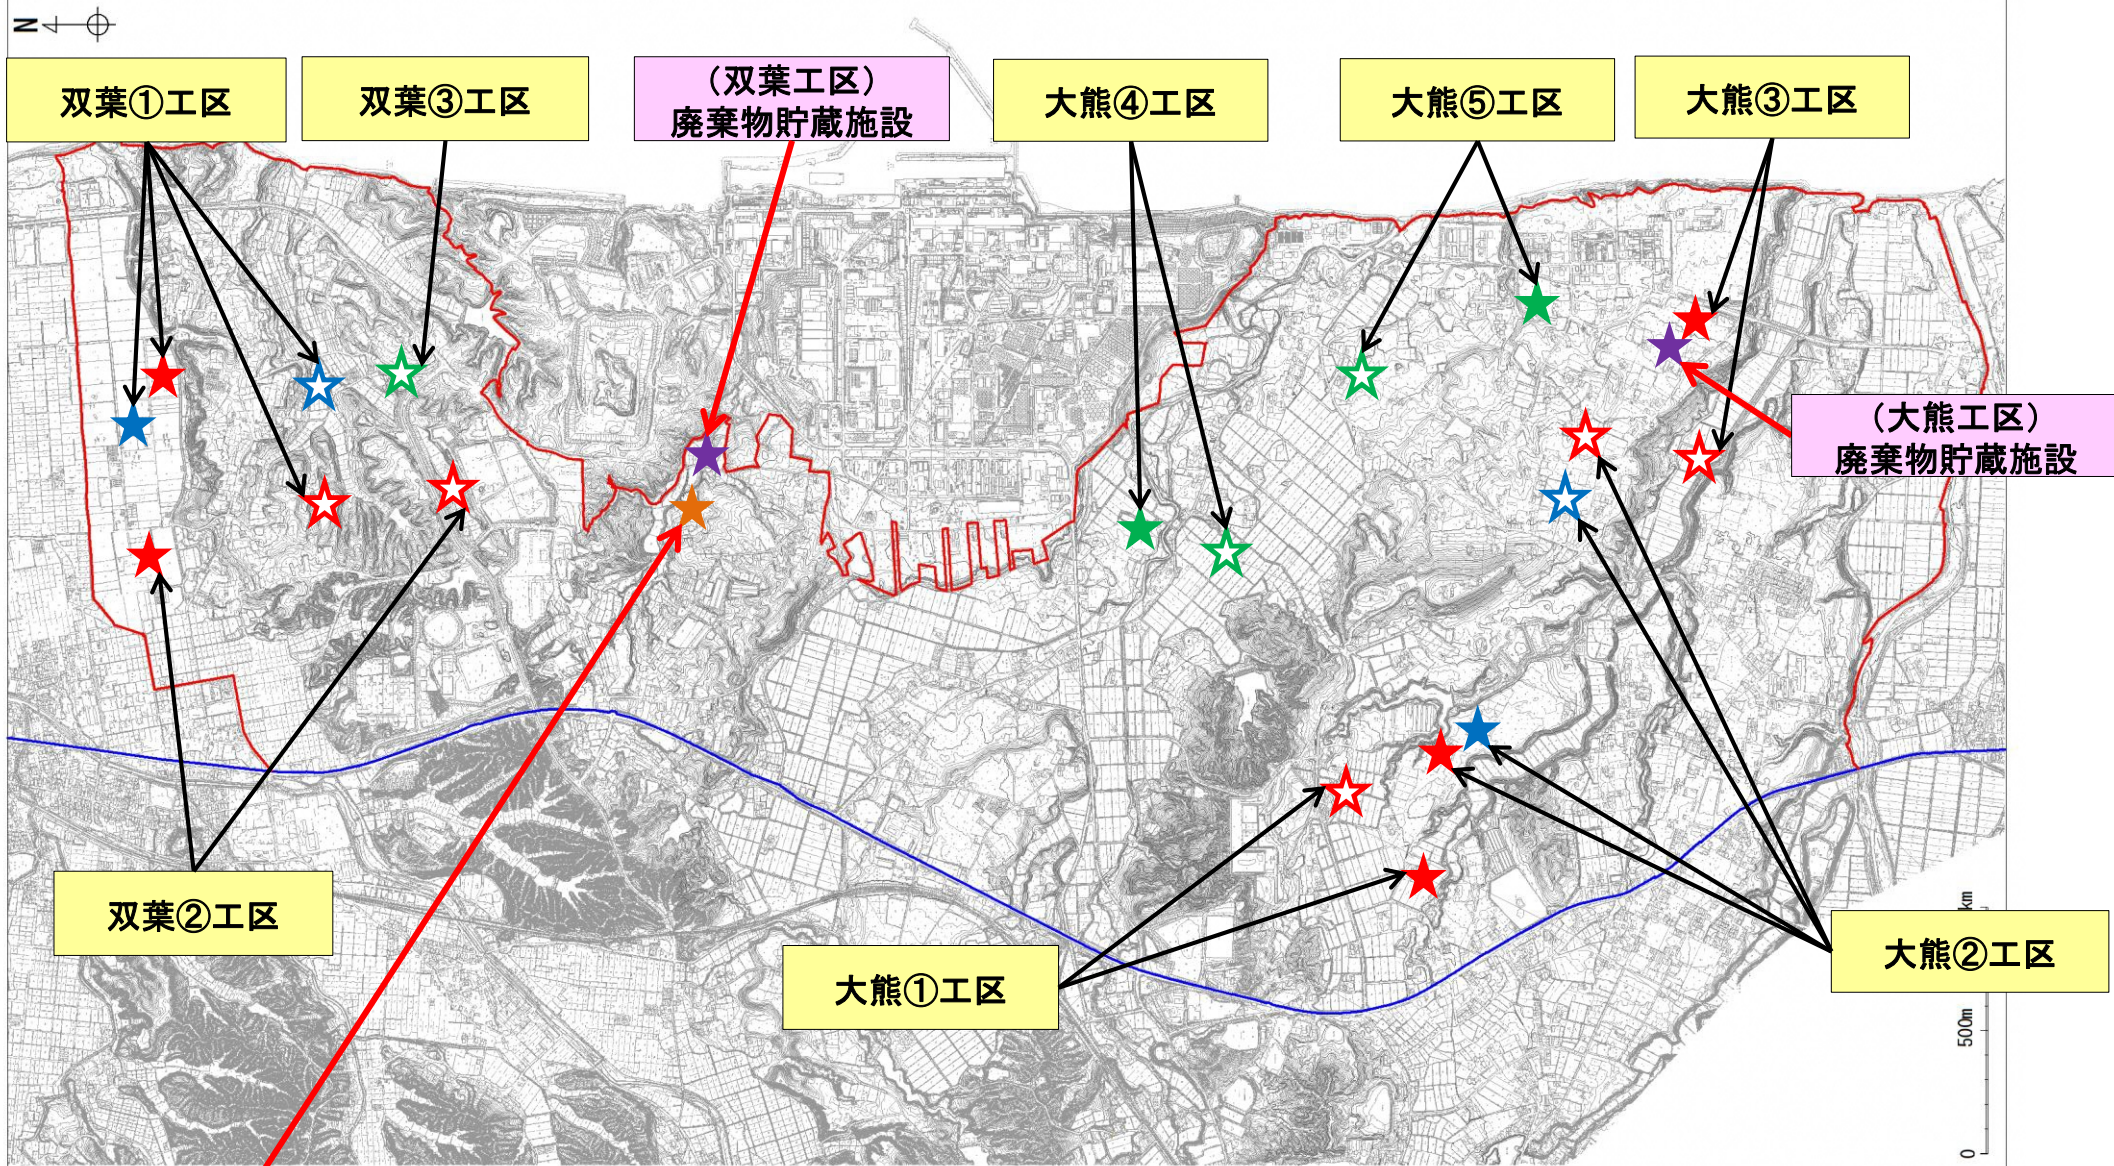 N
双葉①工区
双葉③工区
（双葉工区）
廃棄物貯蔵施設
大熊④工区
大熊⑤工区
大熊③工区
（大熊工区）
廃棄物貯蔵施設
双葉②工区
大熊①工区
大熊②工区
km
500m
0